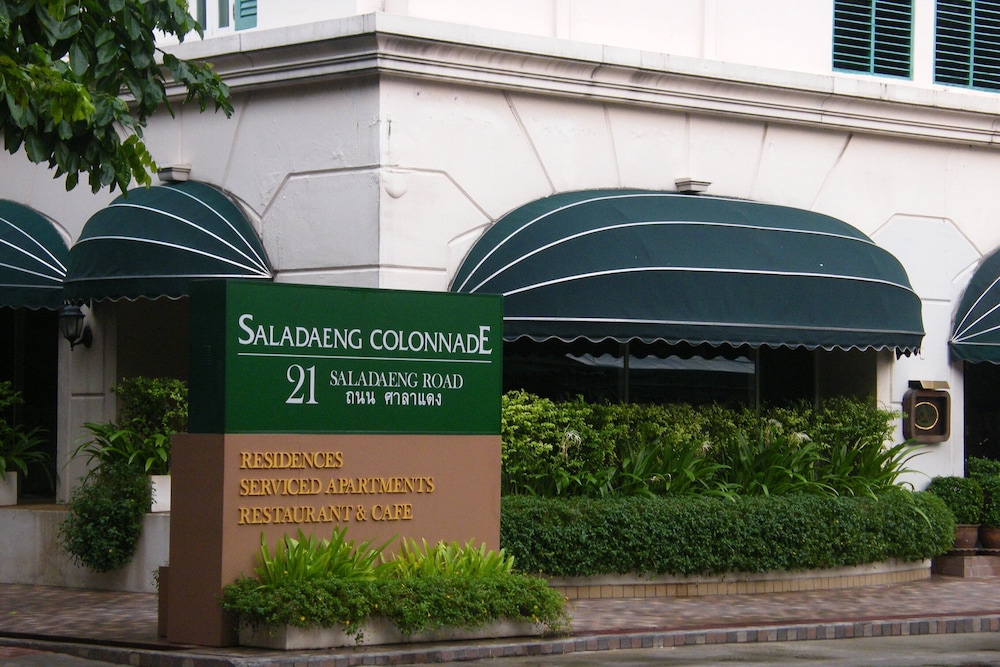 SALADAENG COLONNADE
21 SALADAENG ROAD
ถนน ศาลาแดง
RESIDENCES
SERVICED APARTMENTS
RESTAURANT & CAFE